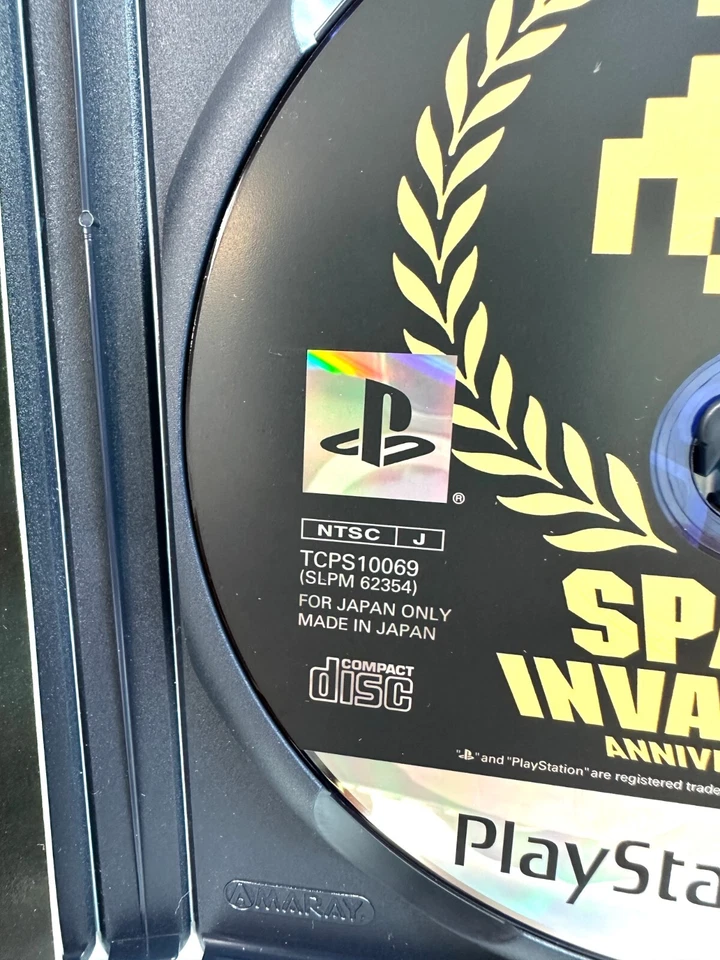 ®
NTSC J
TCPS10069
(SLPM 62354)
FOR JAPAN ONLY
MADE IN JAPAN
COMPACT
disc
SPA
INVA
ANNIVE
" " and "PlayStation" are registered trade
PlaySta
AMARAY